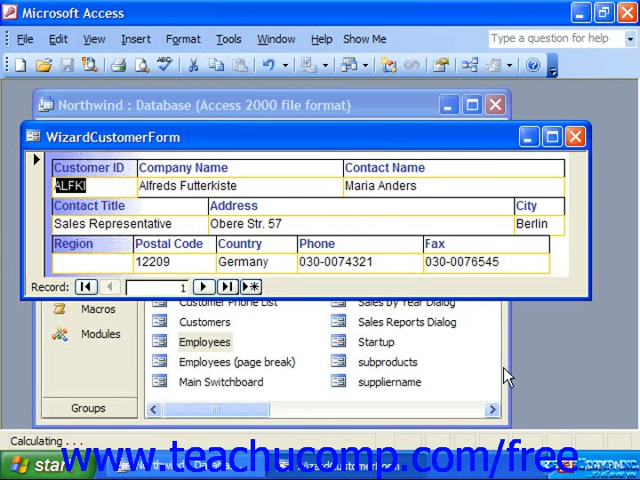 Microsoft Access
File Edit View Insert Format Tools Window Help Show Me Type a question for help
Northwind : Database (Access 2000 file format)
WizardCustomerForm
Customer ID Company Name Contact Name
ALFKI Alfreds Futterkiste Maria Anders
Contact Title Address City
Sales Representative Obere Str. 57 Berlin
Region Postal Code Country Phone Fax
12209 Germany 030-0074321 030-0076545
Record: 1
Customer Phone List Sales by Year Dialog
Macros Customers Sales Reports Dialog
Modules Employees Startup
Employees (page break) subproducts
Main Switchboard suppliername
Groups
Calculating . . .
www.teachucomp.com/free
start Northwind : Databas WizardCustomerForm